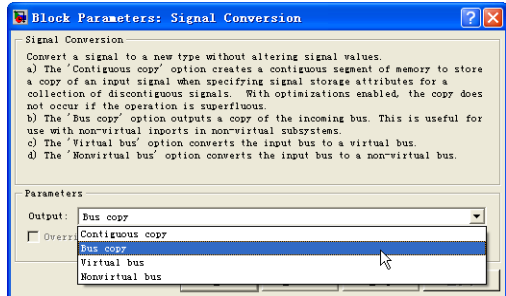 Block Parameters: Signal Conversion
Signal Conversion
Convert a signal to a new type without altering signal values.
a) The 'Contiguous copy' option creates a contiguous segment of memory to store
a copy of an input signal when specifying signal storage attributes for a
collection of discontiguous signals. With optimizations enabled, the copy does
not occur if the operation is superfluous.
b) The 'Bus copy' option outputs a copy of the incoming bus. This is useful for
use with non-virtual inports in non-virtual subsystems.
c) The 'Virtual bus' option converts the input bus to a virtual bus.
d) The 'Nonvirtual bus' option converts the input bus to a non-virtual bus.
Parameters
Output: Bus copy
Overri
Contiguous copy
Bus copy
Virtual bus
Nonvirtual bus